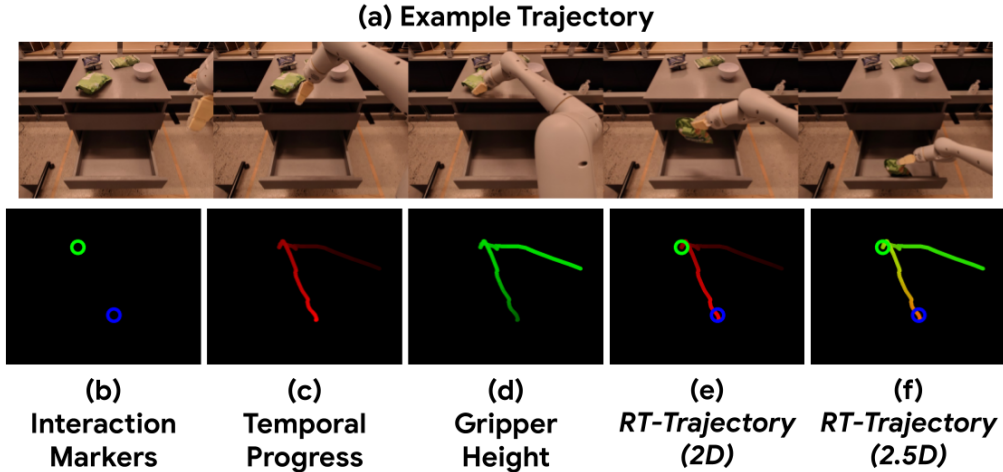 (a) Example Trajectory
(b)
Interaction
Markers
(c)
Temporal
Progress
(d)
Gripper
Height
(e)
RT-Trajectory
(2D)
(f)
RT-Trajectory
(2.5D)